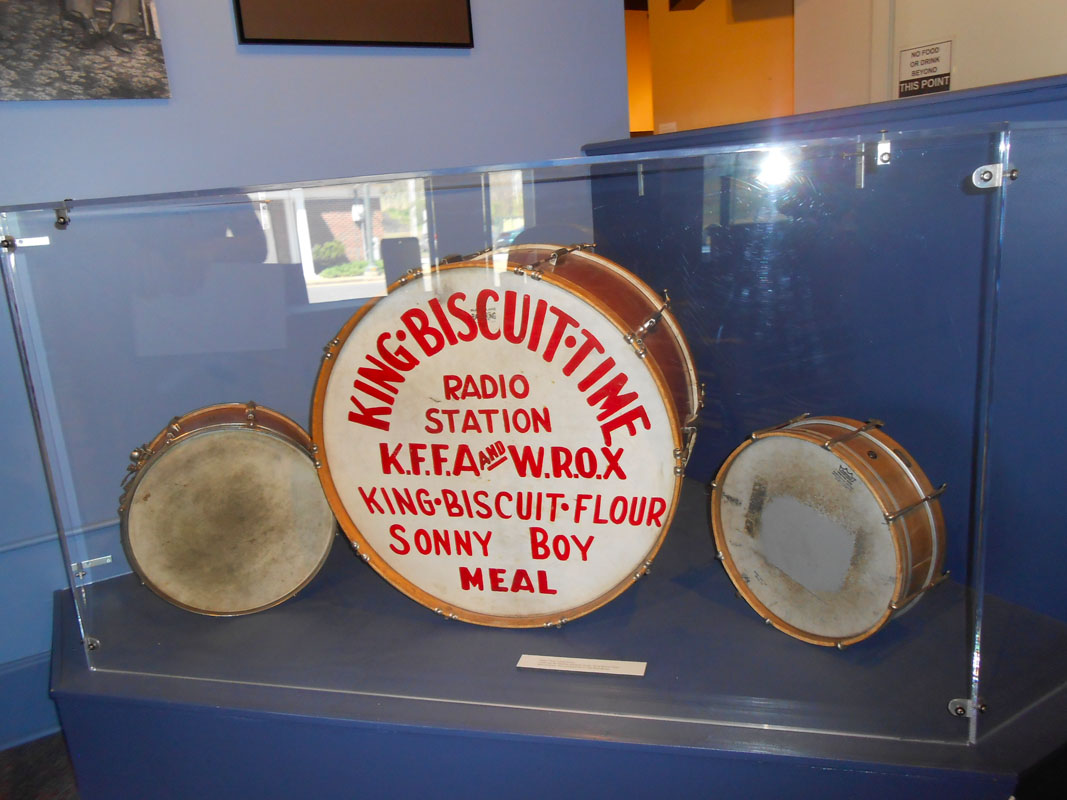 NO FOOD
OR DRINK
BEYOND
THIS POINT
KING·BISCUIT·TIME
RADIO
STATION
K.F.F.A AND W.R.O.X
KING·BISCUIT·FLOUR
SONNY BOY
MEAL